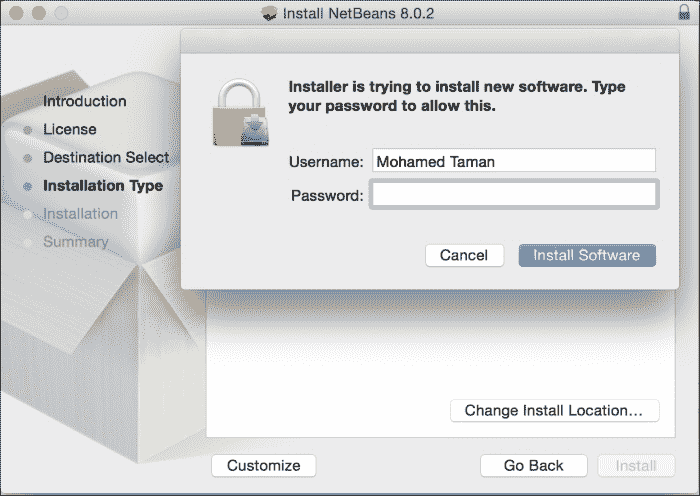 Install NetBeans 8.0.2
Installer is trying to install new software. Type
your password to allow this.
Username: Mohamed Taman
Password:
Cancel
Install Software
Introduction
License
Destination Select
Installation Type
Installation
Summary
Change Install Location...
Customize
Go Back
Install